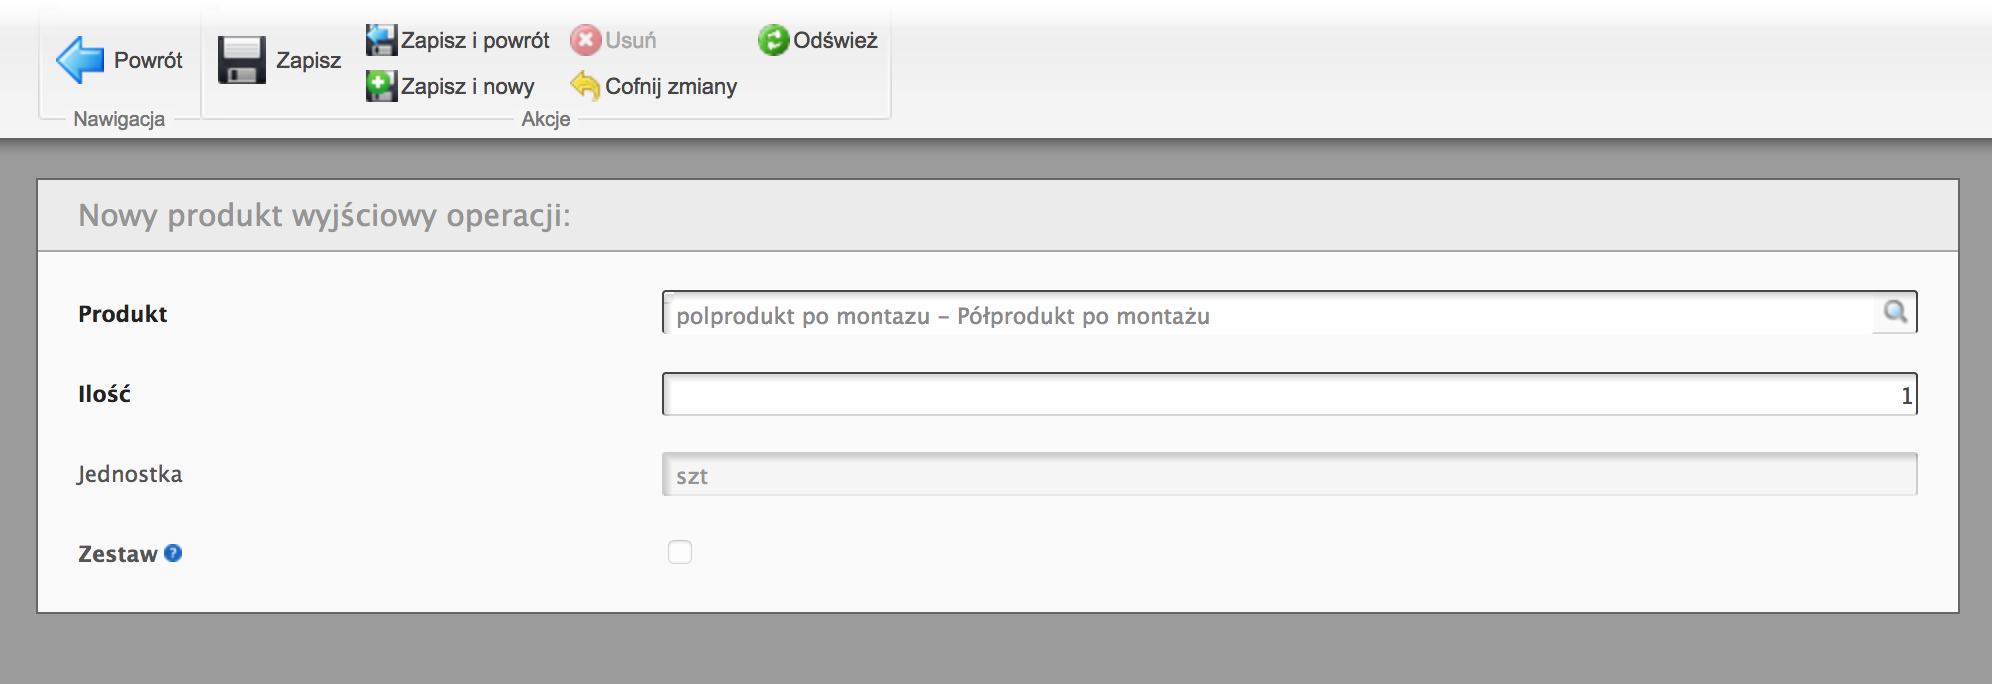 Powrót
Nawigacja
Zapisz
Zapisz i powrót
Zapisz i nowy
Usuń
Cofnij zmiany
Odśwież
Akcje
Nowy produkt wyjściowy operacji:
Produkt
polprodukt po montazu – Półprodukt po montażu
Ilość
1
Jednostka
szt
Zestaw ?